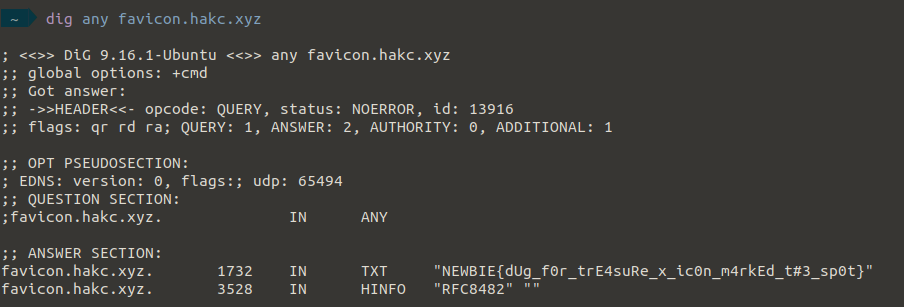 ~ dig any favicon.hakc.xyz
; <<>> DiG 9.16.1-Ubuntu <<>> any favicon.hakc.xyz
;; global options: +cmd
;; Got answer:
;; ->>HEADER<<- opcode: QUERY, status: NOERROR, id: 13916
;; flags: qr rd ra; QUERY: 1, ANSWER: 2, AUTHORITY: 0, ADDITIONAL: 1
;; OPT PSEUDOSECTION:
; EDNS: version: 0, flags:; udp: 65494
;; QUESTION SECTION:
;favicon.hakc.xyz. IN ANY
;; ANSWER SECTION:
favicon.hakc.xyz. 1732 IN TXT "NEWBIE{dUg_f0r_trE4suRe_x_ic0n_m4rkEd_t#3_sp0t}"
favicon.hakc.xyz. 3528 IN HINFO "RFC8482" ""